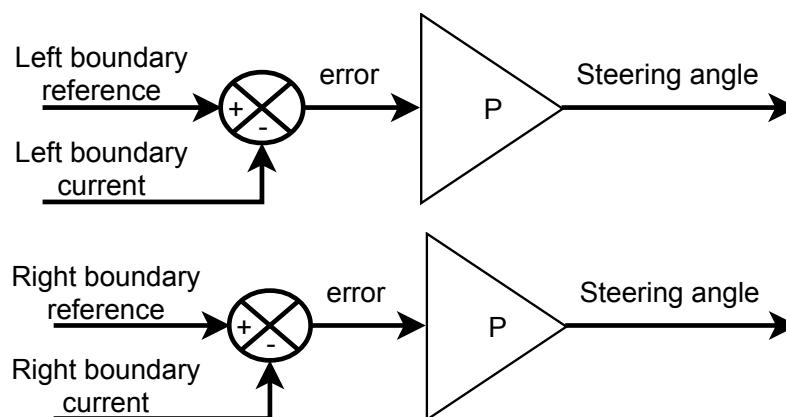 Left boundary
reference
error
Steering angle
+
-
P
Left boundary
current
Right boundary
reference
error
Steering angle
+
-
P
Right boundary
current